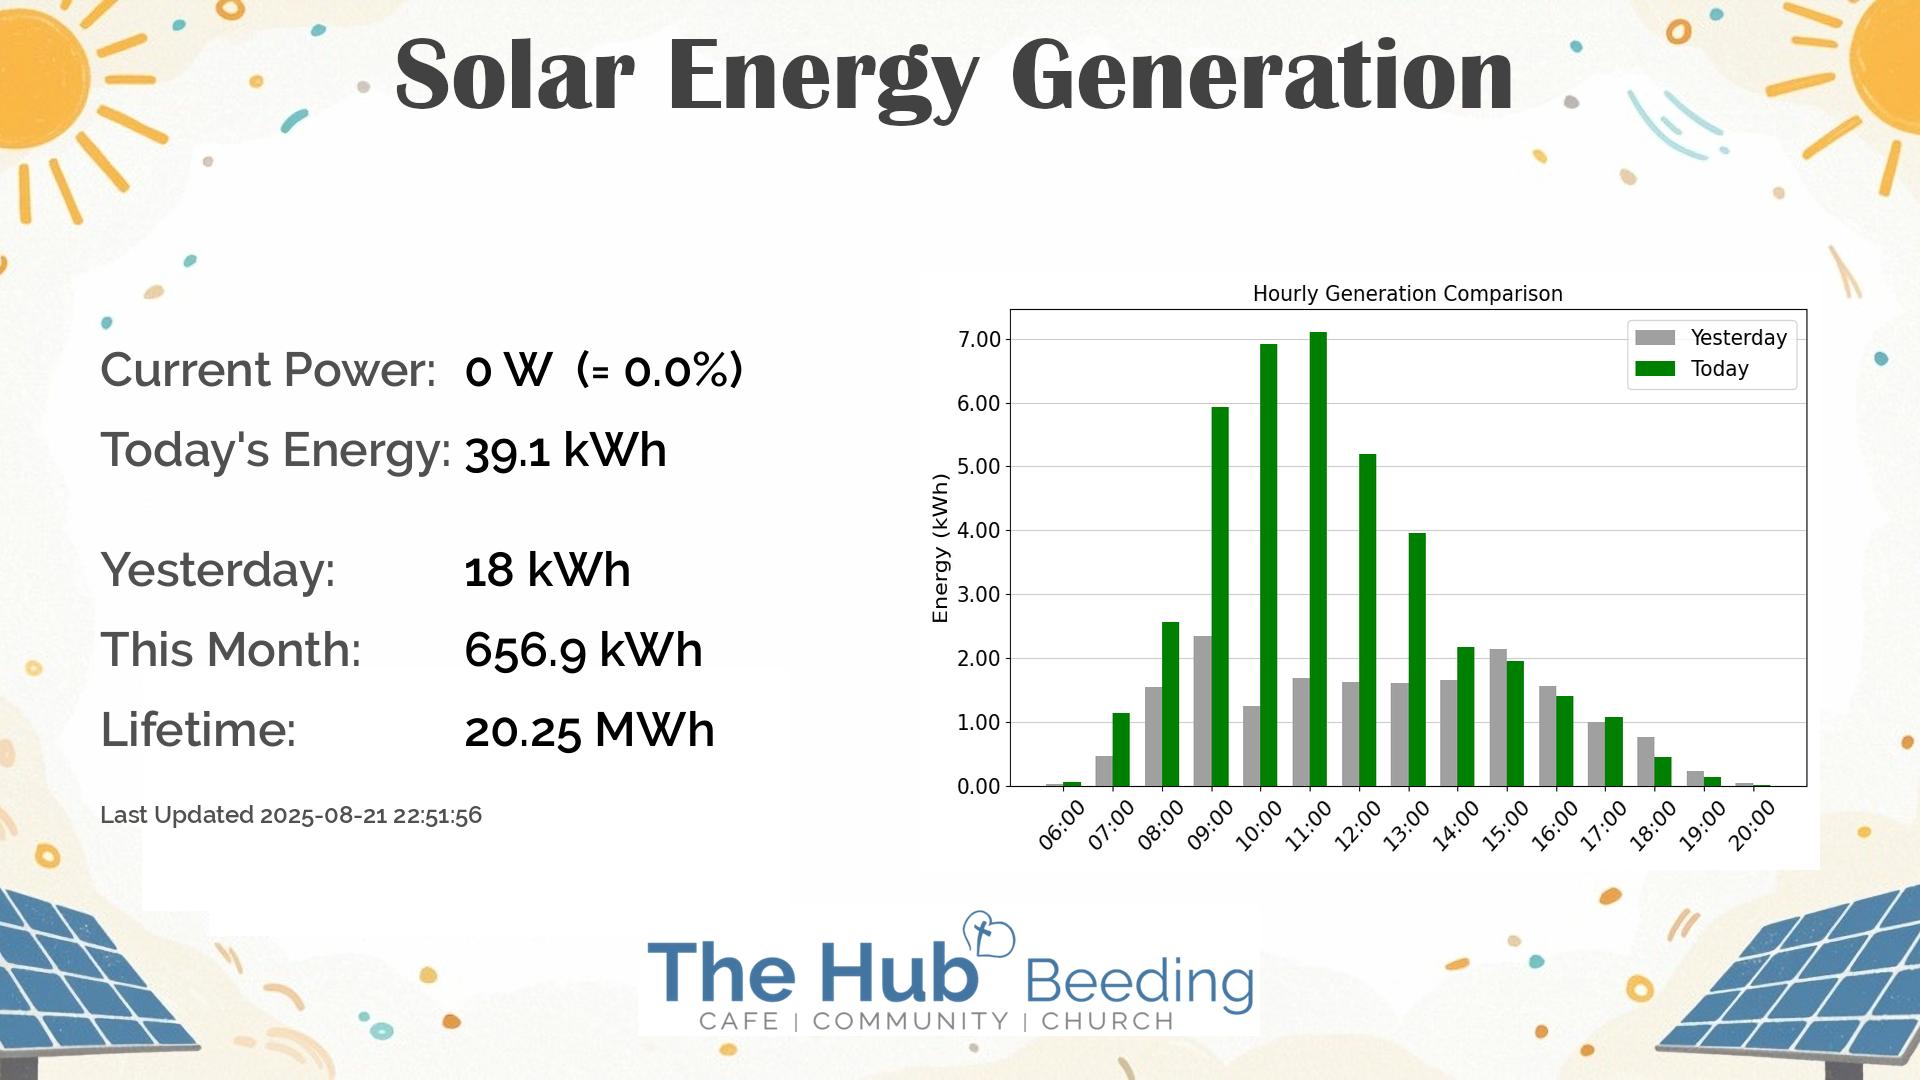 Solar Energy Generation
Current Power: 0 W (= 0.0%)
Today's Energy: 39.1 kWh
Yesterday: 18 kWh
This Month: 656.9 kWh
Lifetime: 20.25 MWh
Last Updated 2025-08-21 22:51:56
Hourly Generation Comparison
Yesterday
Today
Energy (kWh)
7.00
6.00
5.00
4.00
3.00
2.00
1.00
0.00
06:00 07:00 08:00 09:00 10:00 11:00 12:00 13:00 14:00 15:00 16:00 17:00 18:00 19:00 20:00
The Hub Beeding
CAFE | COMMUNITY | CHURCH